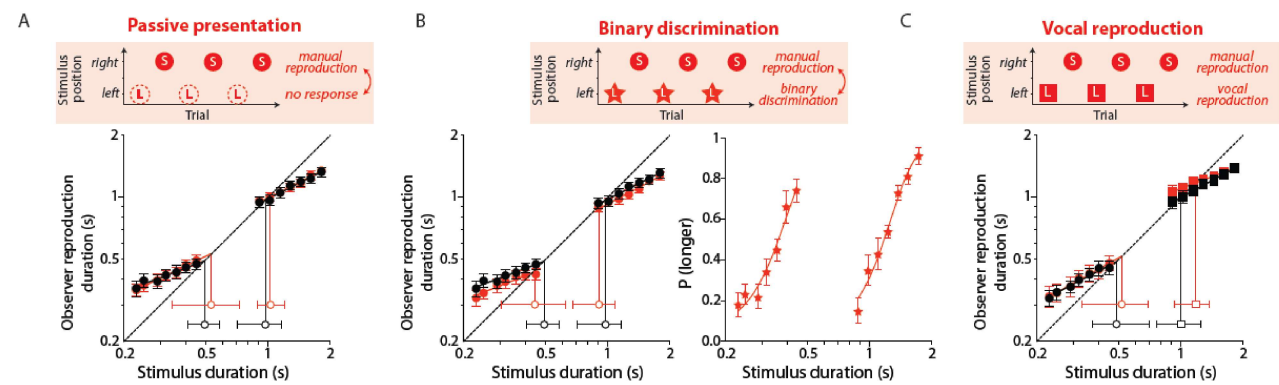 A
Passive presentation
Stimulus
position
right
left
S S S
L L L
manual
reproduction
no response
Trial
Observer reproduction
duration (s)
2
1
0.5
0.2
0.2 0.5 1 2
Stimulus duration (s)
B
Binary discrimination
Stimulus
position
right
left
S S S
L L L
manual
reproduction
binary
discrimination
Trial
Observer reproduction
duration (s)
2
1
0.5
0.2
0.2 0.5 1 2
Stimulus duration (s)
P (longer)
1
0.8
0.6
0.4
0.2
0.0
0.2 0.5 1 2
Stimulus duration (s)
C
Vocal reproduction
Stimulus
position
right
left
S S S
L L L
manual
reproduction
vocal
reproduction
Trial
Observer reproduction
duration (s)
2
1
0.5
0.2
0.2 0.5 1 2
Stimulus duration (s)